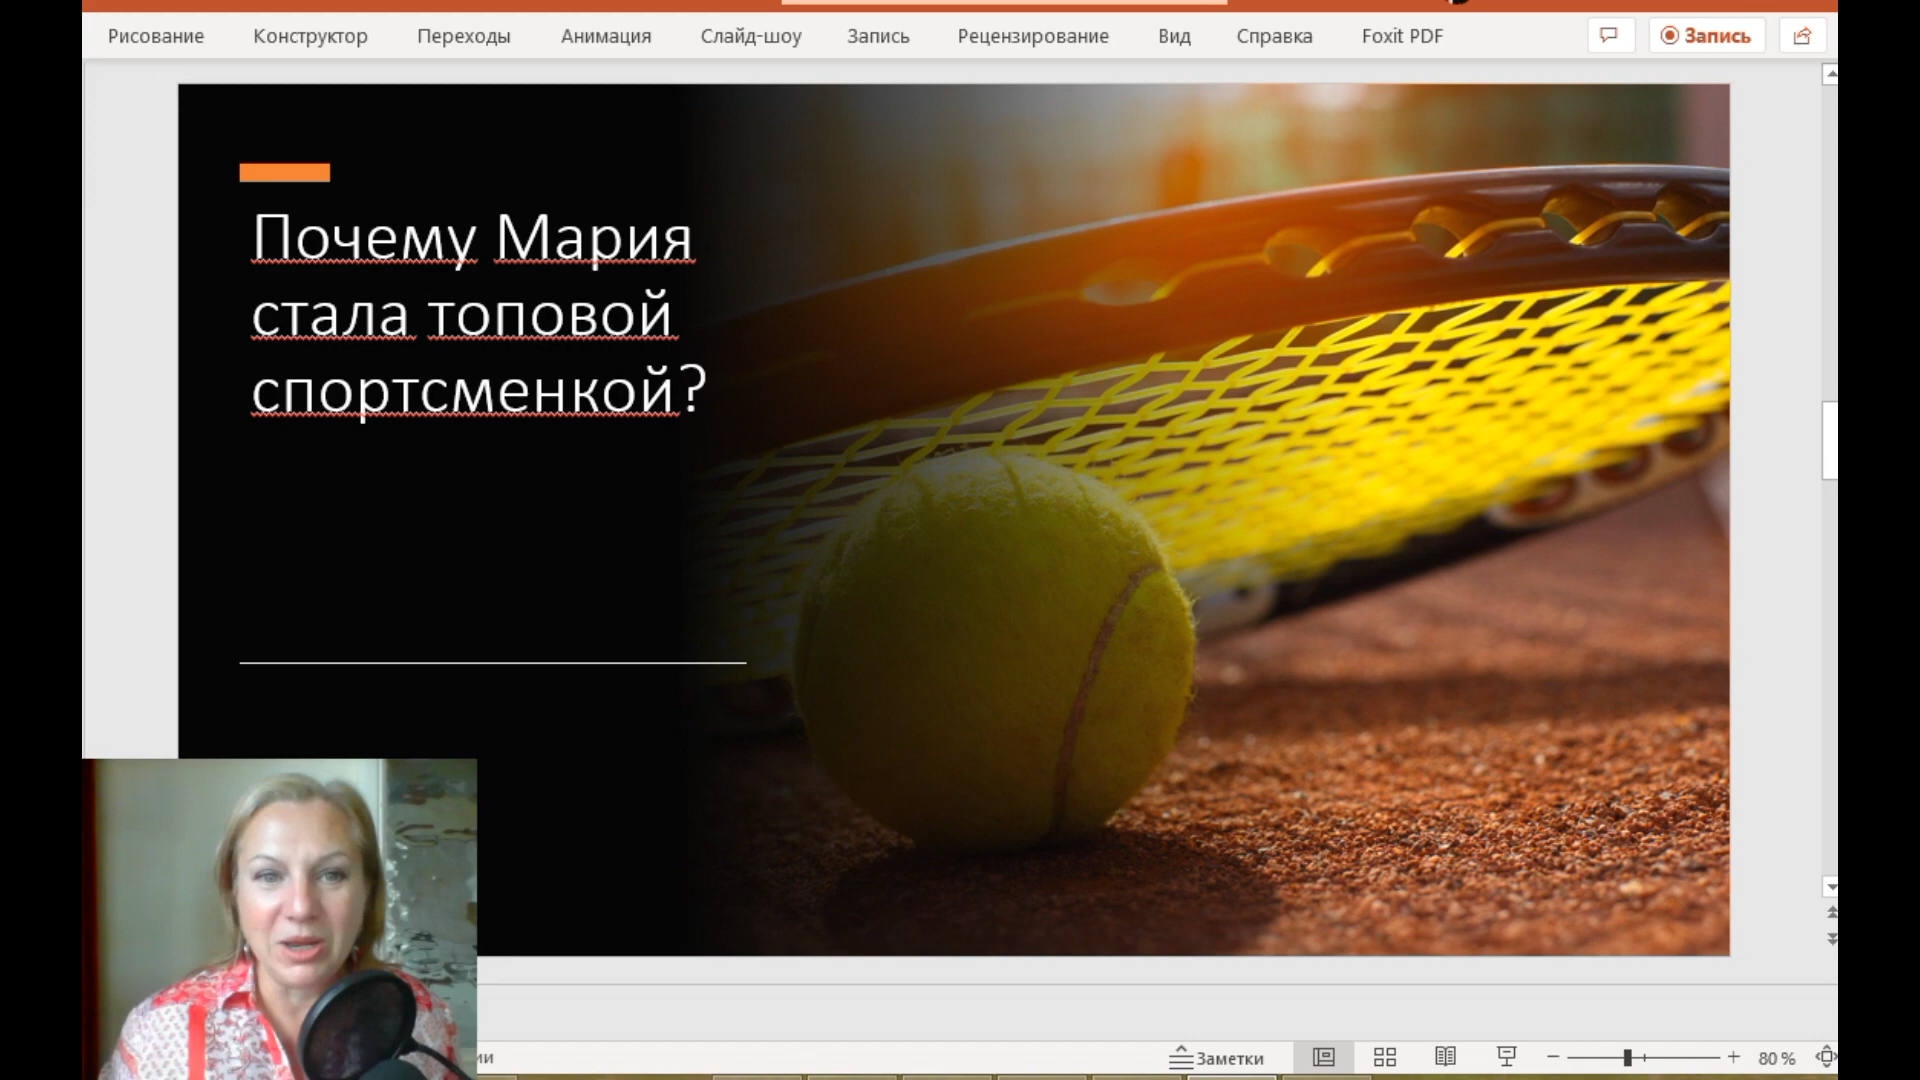 Рисование Конструктор Переходы Анимация Слайд-шоу Запись Рецензирование Вид Справка Foxit PDF Запись
Почему Мария
стала топовой
спортсменкой?
ии Заметки 80 %